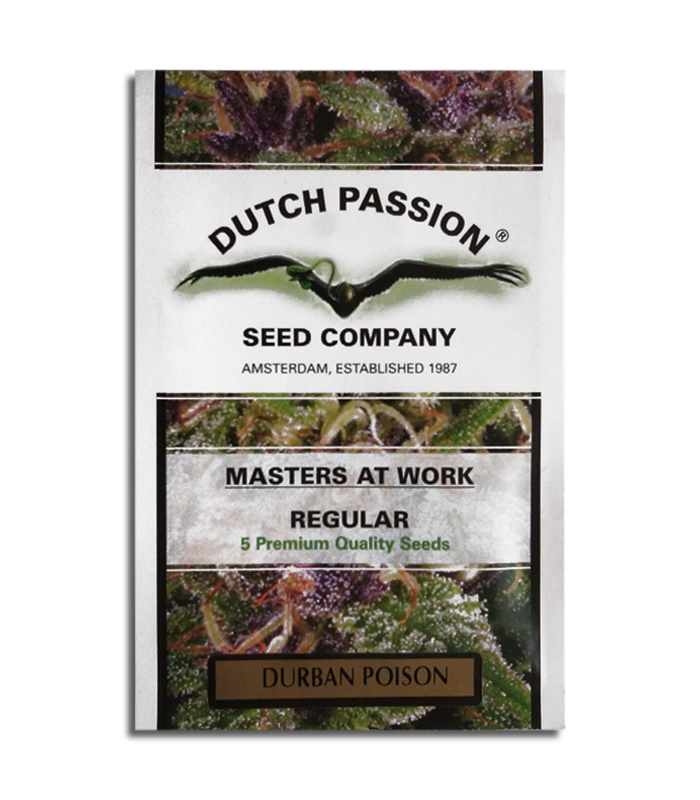 DUTCH PASSION®
SEED COMPANY
AMSTERDAM, ESTABLISHED 1987
MASTERS AT WORK
REGULAR
5 Premium Quality Seeds
DURBAN POISON